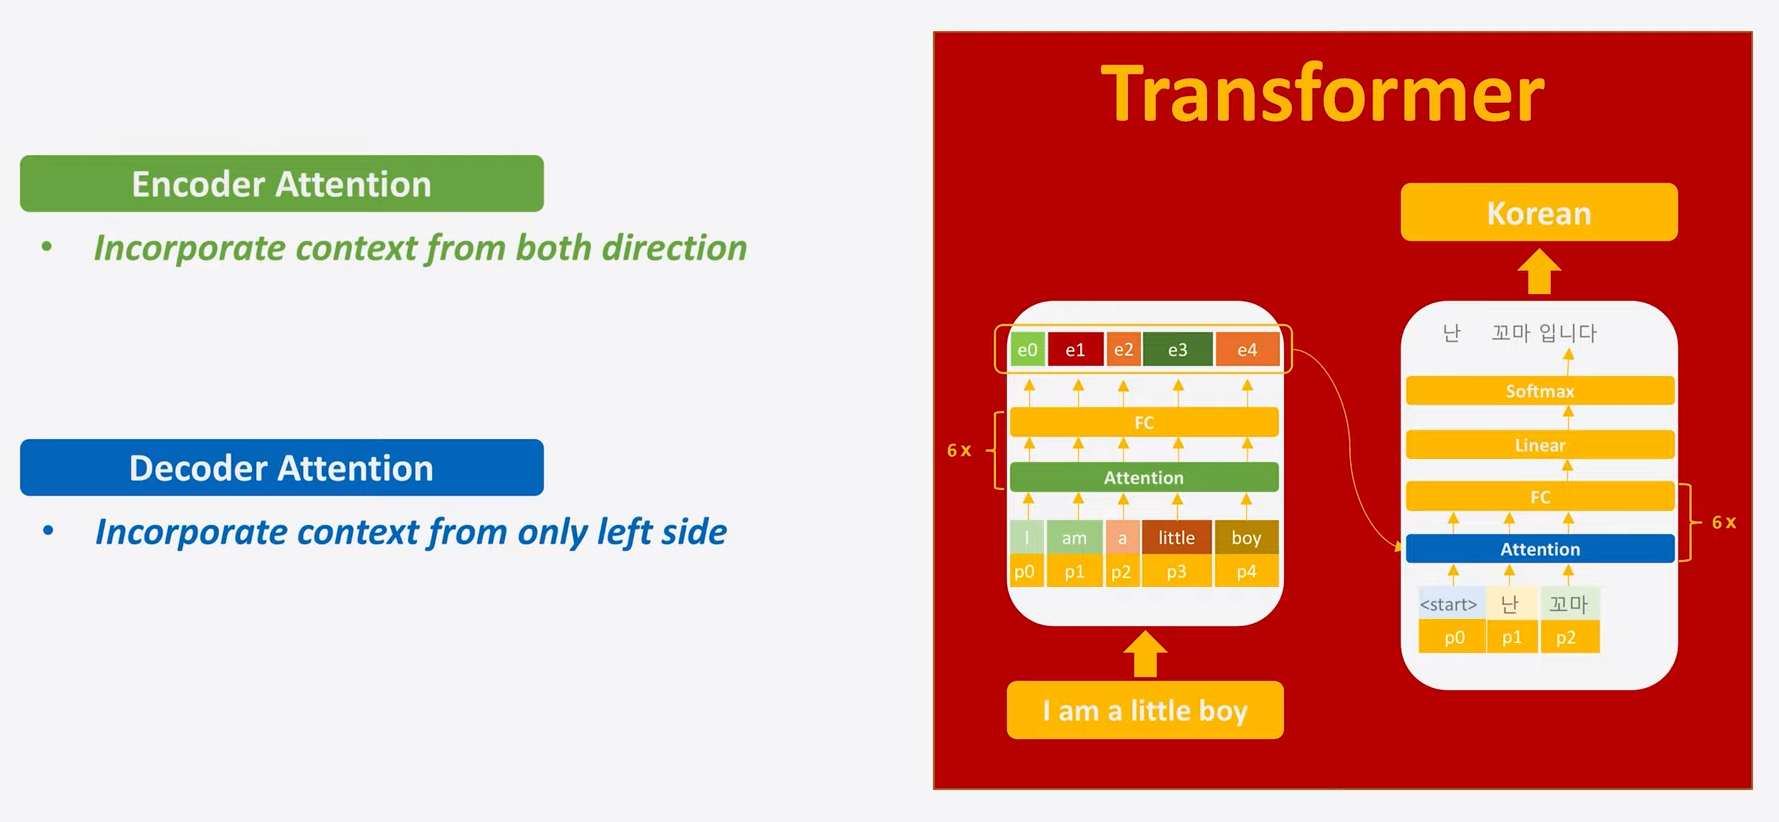 Encoder Attention
• Incorporate context from both direction
Decoder Attention
• Incorporate context from only left side
Transformer
Korean
난 꼬마 입니다
Softmax
Linear
FC
6 x
Attention
<start> 난 꼬마
p0 p1 p2
e0 e1 e2 e3 e4
FC
6 x
Attention
I am a little boy
p0 p1 p2 p3 p4
I am a little boy